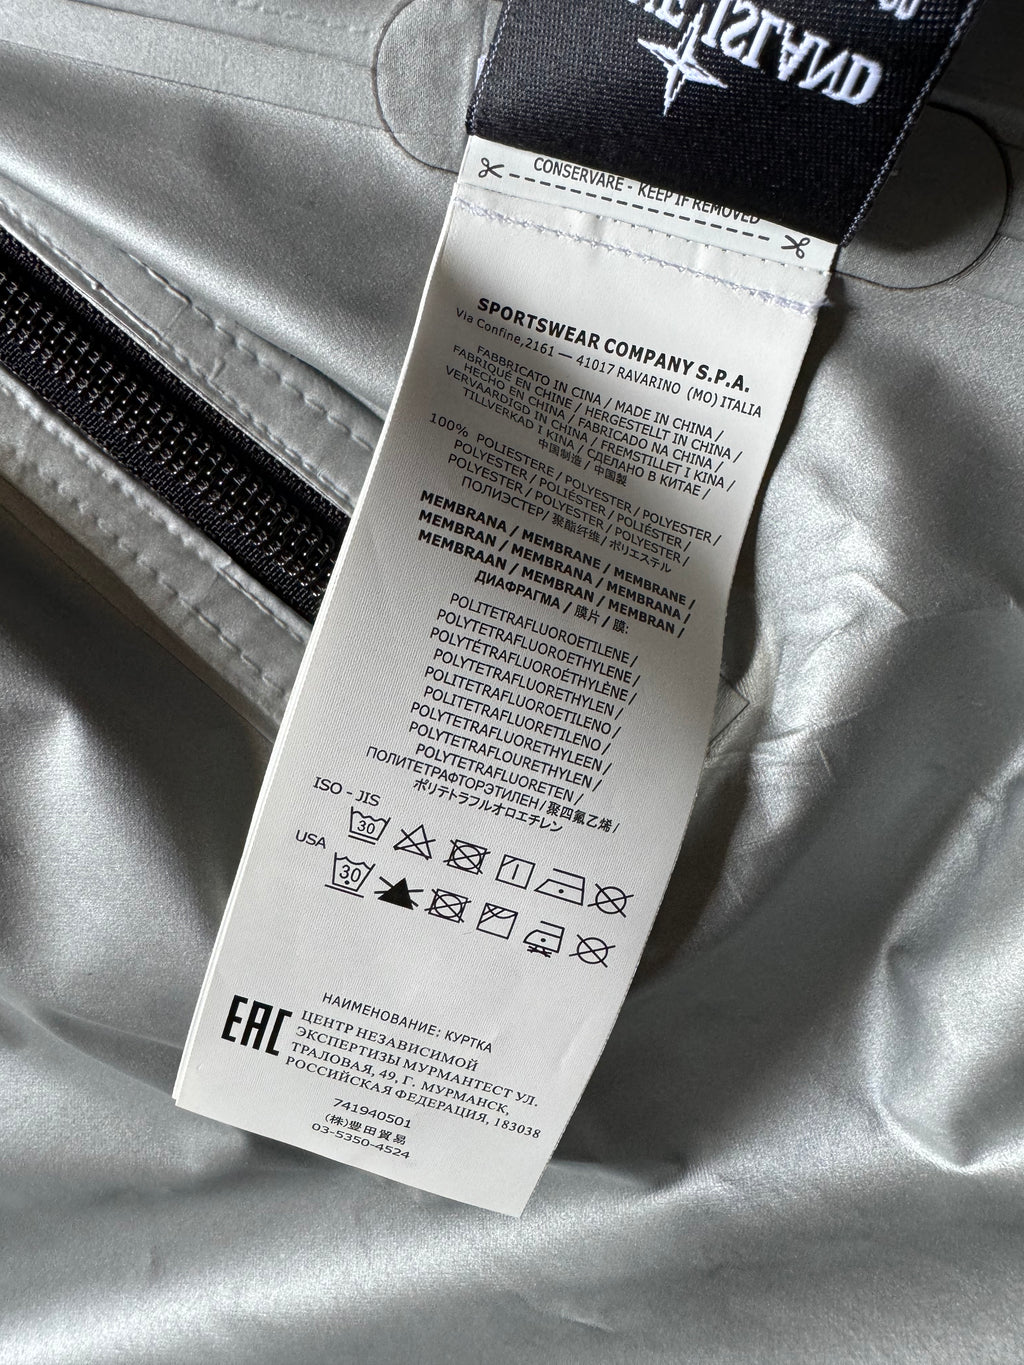 ISLAND
CONSERVARE - KEEP IF REMOVED
SPORTSWEAR COMPANY S.P.A.
Via Confine,2161 — 41017 RAVARINO (MO) ITALIA
FABBRICATO IN CINA / MADE IN CHINA /
FABRIQUÉ EN CHINE / HERGESTELLT IN CHINA /
HECHO EN CHINA / FABRICADO NA CHINA /
VERVAARDIGD IN CHINA / FREMSTILLET I KINA /
TILLVERKAD I KINA / СДЕЛАНО В КИТАЕ /
中国制造 / 中国製
100% POLIESTERE / POLYESTER / POLYESTER /
POLYESTER / POLIÉSTER / POLIÉSTER /
POLYESTER / POLYESTER / POLYESTER /
ПОЛИЭСТЕР/ 聚酯纤维 / ポリエステル
MEMBRANA / MEMBRANE / MEMBRANE /
MEMBRAN / MEMBRANA / MEMBRANA /
MEMBRAAN / MEMBRAN / MEMBRAN /
ДИАФРАГМА / 膜片 / 膜:
POLITETRAFLUOROETILENE /
POLYTETRAFLUOROETHYLENE /
POLYTÉTRAFLUOROÉTHYLÈNE /
POLYTETRAFLUORETHYLEN /
POLITETRAFLUOROETILENO /
POLITETRAFLUORETILENO /
POLYTETRAFLUORETHYLEEN /
POLYTETRAFLOURETHYLEN /
POLYTETRAFLUORETEN /
ПОЛИТЕТРАФТОРЭТИЛЕН / 聚四氟乙烯 /
ポリテトラフルオロエチレン
ISO - JIS
30
USA
30
EAC
НАИМЕНОВАНИЕ: КУРТКА
ЦЕНТР НЕЗАВИСИМОЙ
ЭКСПЕРТИЗЫ МУРМАНТЕСТ УЛ.
ТРАЛОВАЯ, 49, Г. МУРМАНСК,
РОССИЙСКАЯ ФЕДЕРАЦИЯ, 183038
741940501
(株)豊田貿易
03-5350-4524